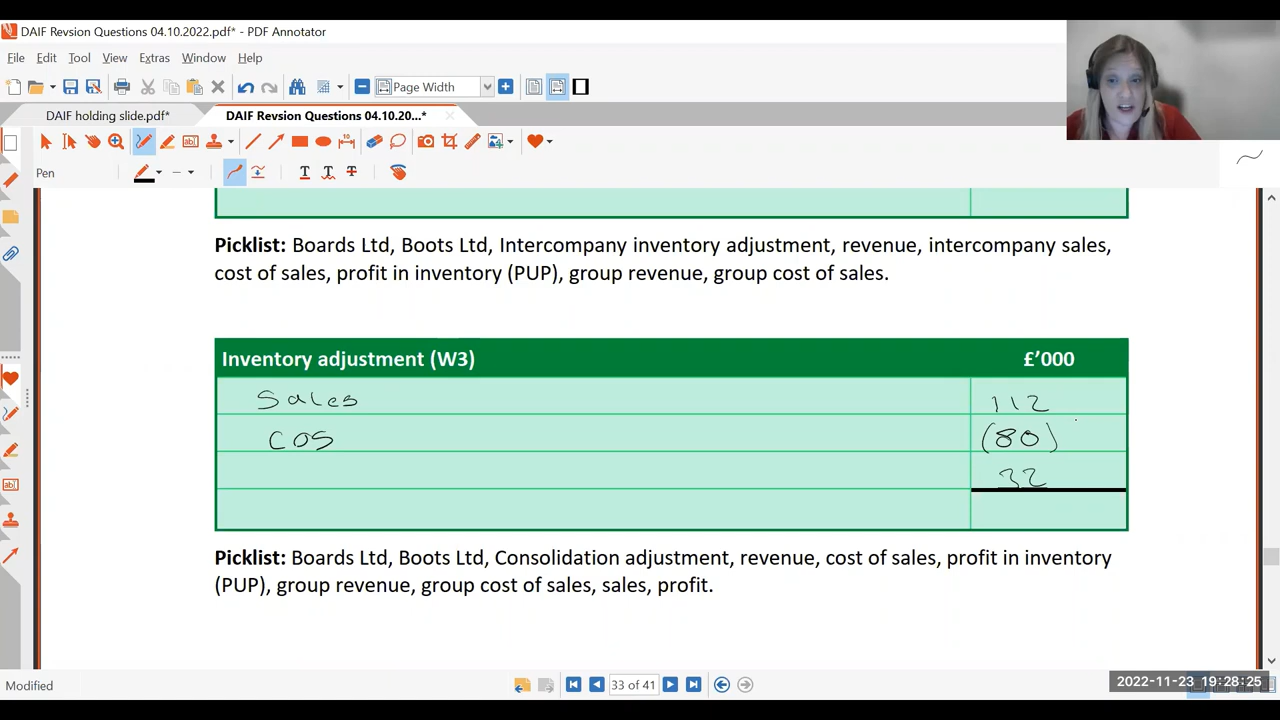 DAIF Revsion Questions 04.10.2022.pdf* - PDF Annotator
File Edit Tool View Extras Window Help
Page Width
DAIF holding slide.pdf* DAIF Revsion Questions 04.10.20...*
Pen
Picklist: Boards Ltd, Boots Ltd, Intercompany inventory adjustment, revenue, intercompany sales,
cost of sales, profit in inventory (PUP), group revenue, group cost of sales.
Inventory adjustment (W3) £'000
Sales 112
COS (80)
32
Picklist: Boards Ltd, Boots Ltd, Consolidation adjustment, revenue, cost of sales, profit in inventory
(PUP), group revenue, group cost of sales, sales, profit.
Modified 33 of 41 2022-11-23 19:28:25